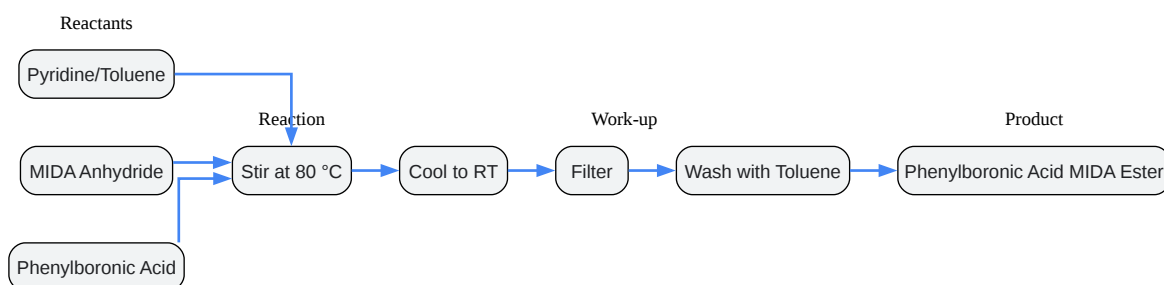 Reactants
Pyridine/Toluene
Reaction
Work-up
Product
MIDA Anhydride
Stir at 80 °C
Cool to RT
Filter
Wash with Toluene
Phenylboronic Acid MIDA Ester
Phenylboronic Acid